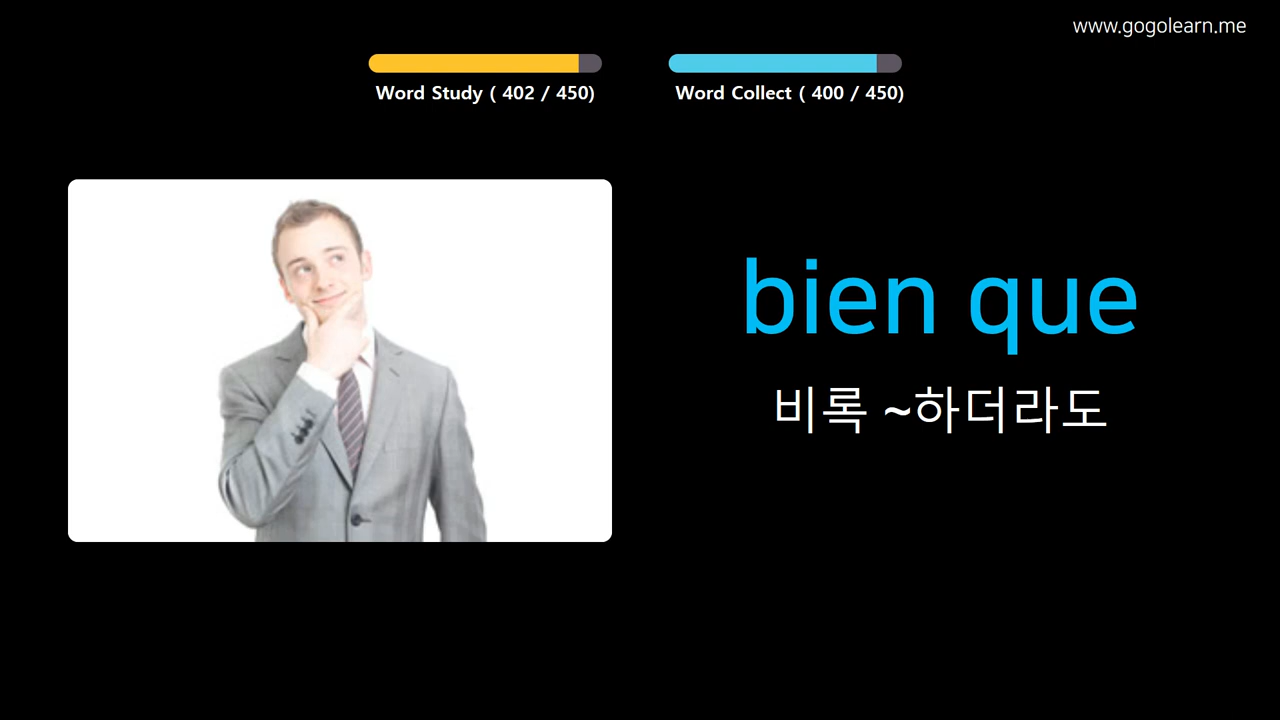 www.gogolearn.me
Word Study ( 402 / 450)
Word Collect ( 400 / 450)
bien que
비록 ~하더라도